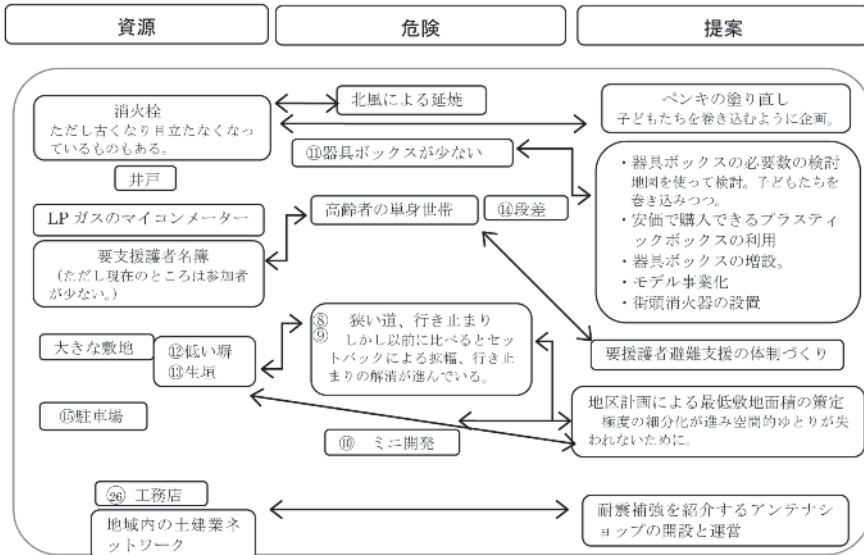 資源
危険
提案
消火栓
ただし古くなり目立たなくなっ
ているものもある。
井戸
LP ガスのマイコンメーター
要支援護者名簿
(ただし現在のところは参加者
が少ない。)
大きな敷地
⑫低い塀
⑬生垣
⑮駐車場
㉖ 工務店
地域内の土建業ネ
ットワーク
北風による延焼
⑪器具ボックスが少ない
高齢者の単身世帯
⑭段差
⑧ 狭い道、行き止まり
⑨ しかし以前に比べるとセッ
トバックによる拡幅、行き止
まりの解消が進んでいる。
⑩ ミニ開発
ペンキの塗り直し
子どもたちを巻き込むように企画。
・器具ボックスの必要数の検討
地図を使って検討。子どもたちを
巻き込みつつ。
・安価で購入できるプラスティ
ックボックスの利用
・器具ボックスの増設。
・モデル事業化
・街頭消火器の設置
要援護者避難支援の体制づくり
地区計画による最低敷地面積の策定
極度の細分化が進み空間的ゆとりが失
われないために。
耐震補強を紹介するアンテナシ
ョップの開設と運営